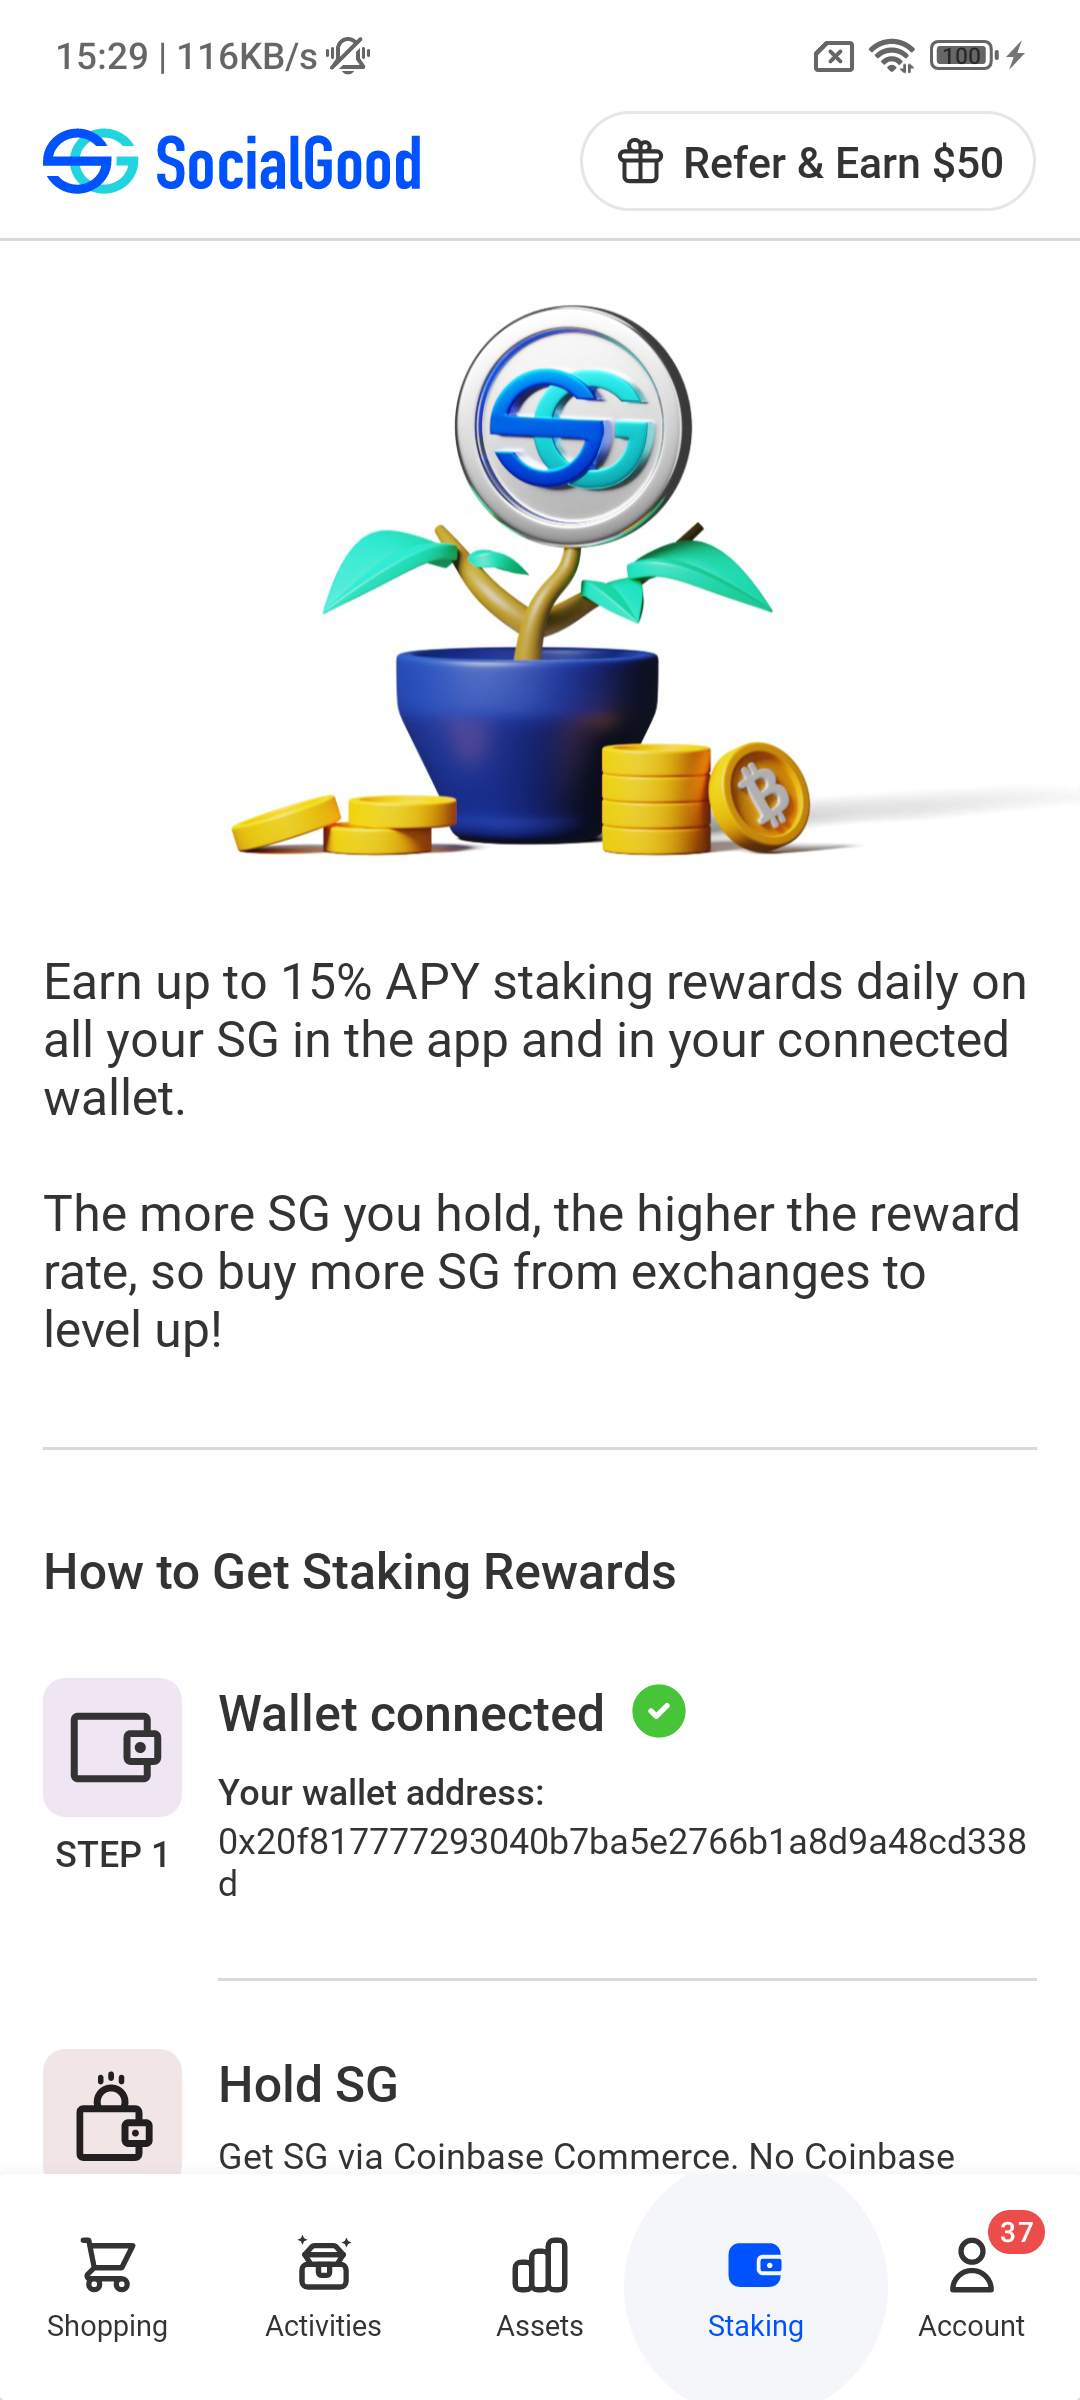 15:29 | 116KB/s
100
SocialGood
Refer & Earn $50
Earn up to 15% APY staking rewards daily on
all your SG in the app and in your connected
wallet.
The more SG you hold, the higher the reward
rate, so buy more SG from exchanges to
level up!
How to Get Staking Rewards
Wallet connected
Your wallet address:
0x20f817777293040b7ba5e2766b1a8d9a48cd338
d
STEP 1
Hold SG
Get SG via Coinbase Commerce. No Coinbase
37
Shopping
Activities
Assets
Staking
Account